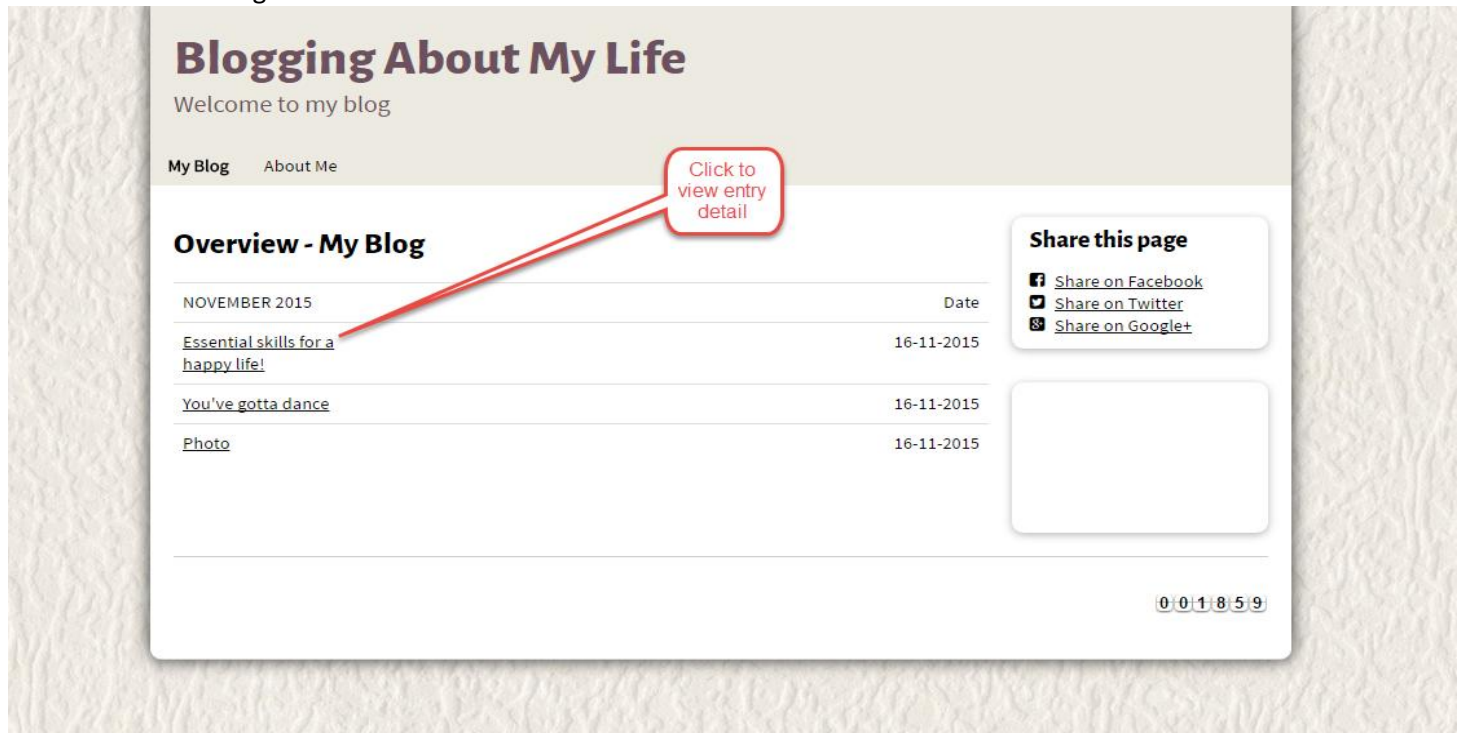 Blogging About My Life
Welcome to my blog
My Blog About Me
Click to
view entry
detail
Overview - My Blog
NOVEMBER 2015 Date
Essential skills for a 16-11-2015
happy life!
You've gotta dance 16-11-2015
Photo 16-11-2015
Share this page
Share on Facebook
Share on Twitter
Share on Google+
001859